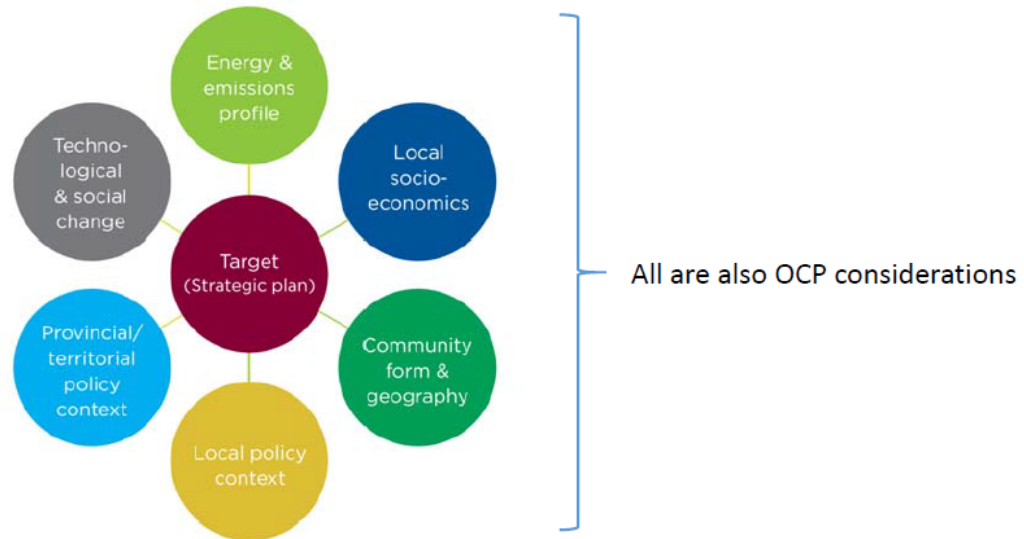 Energy &
emissions
profile
Techno-
logical
& social
change
Local
socio-
economics
Target
(Strategic plan)
All are also OCP considerations
Provincial/
territorial
policy
context
Community
form &
geography
Local policy
context